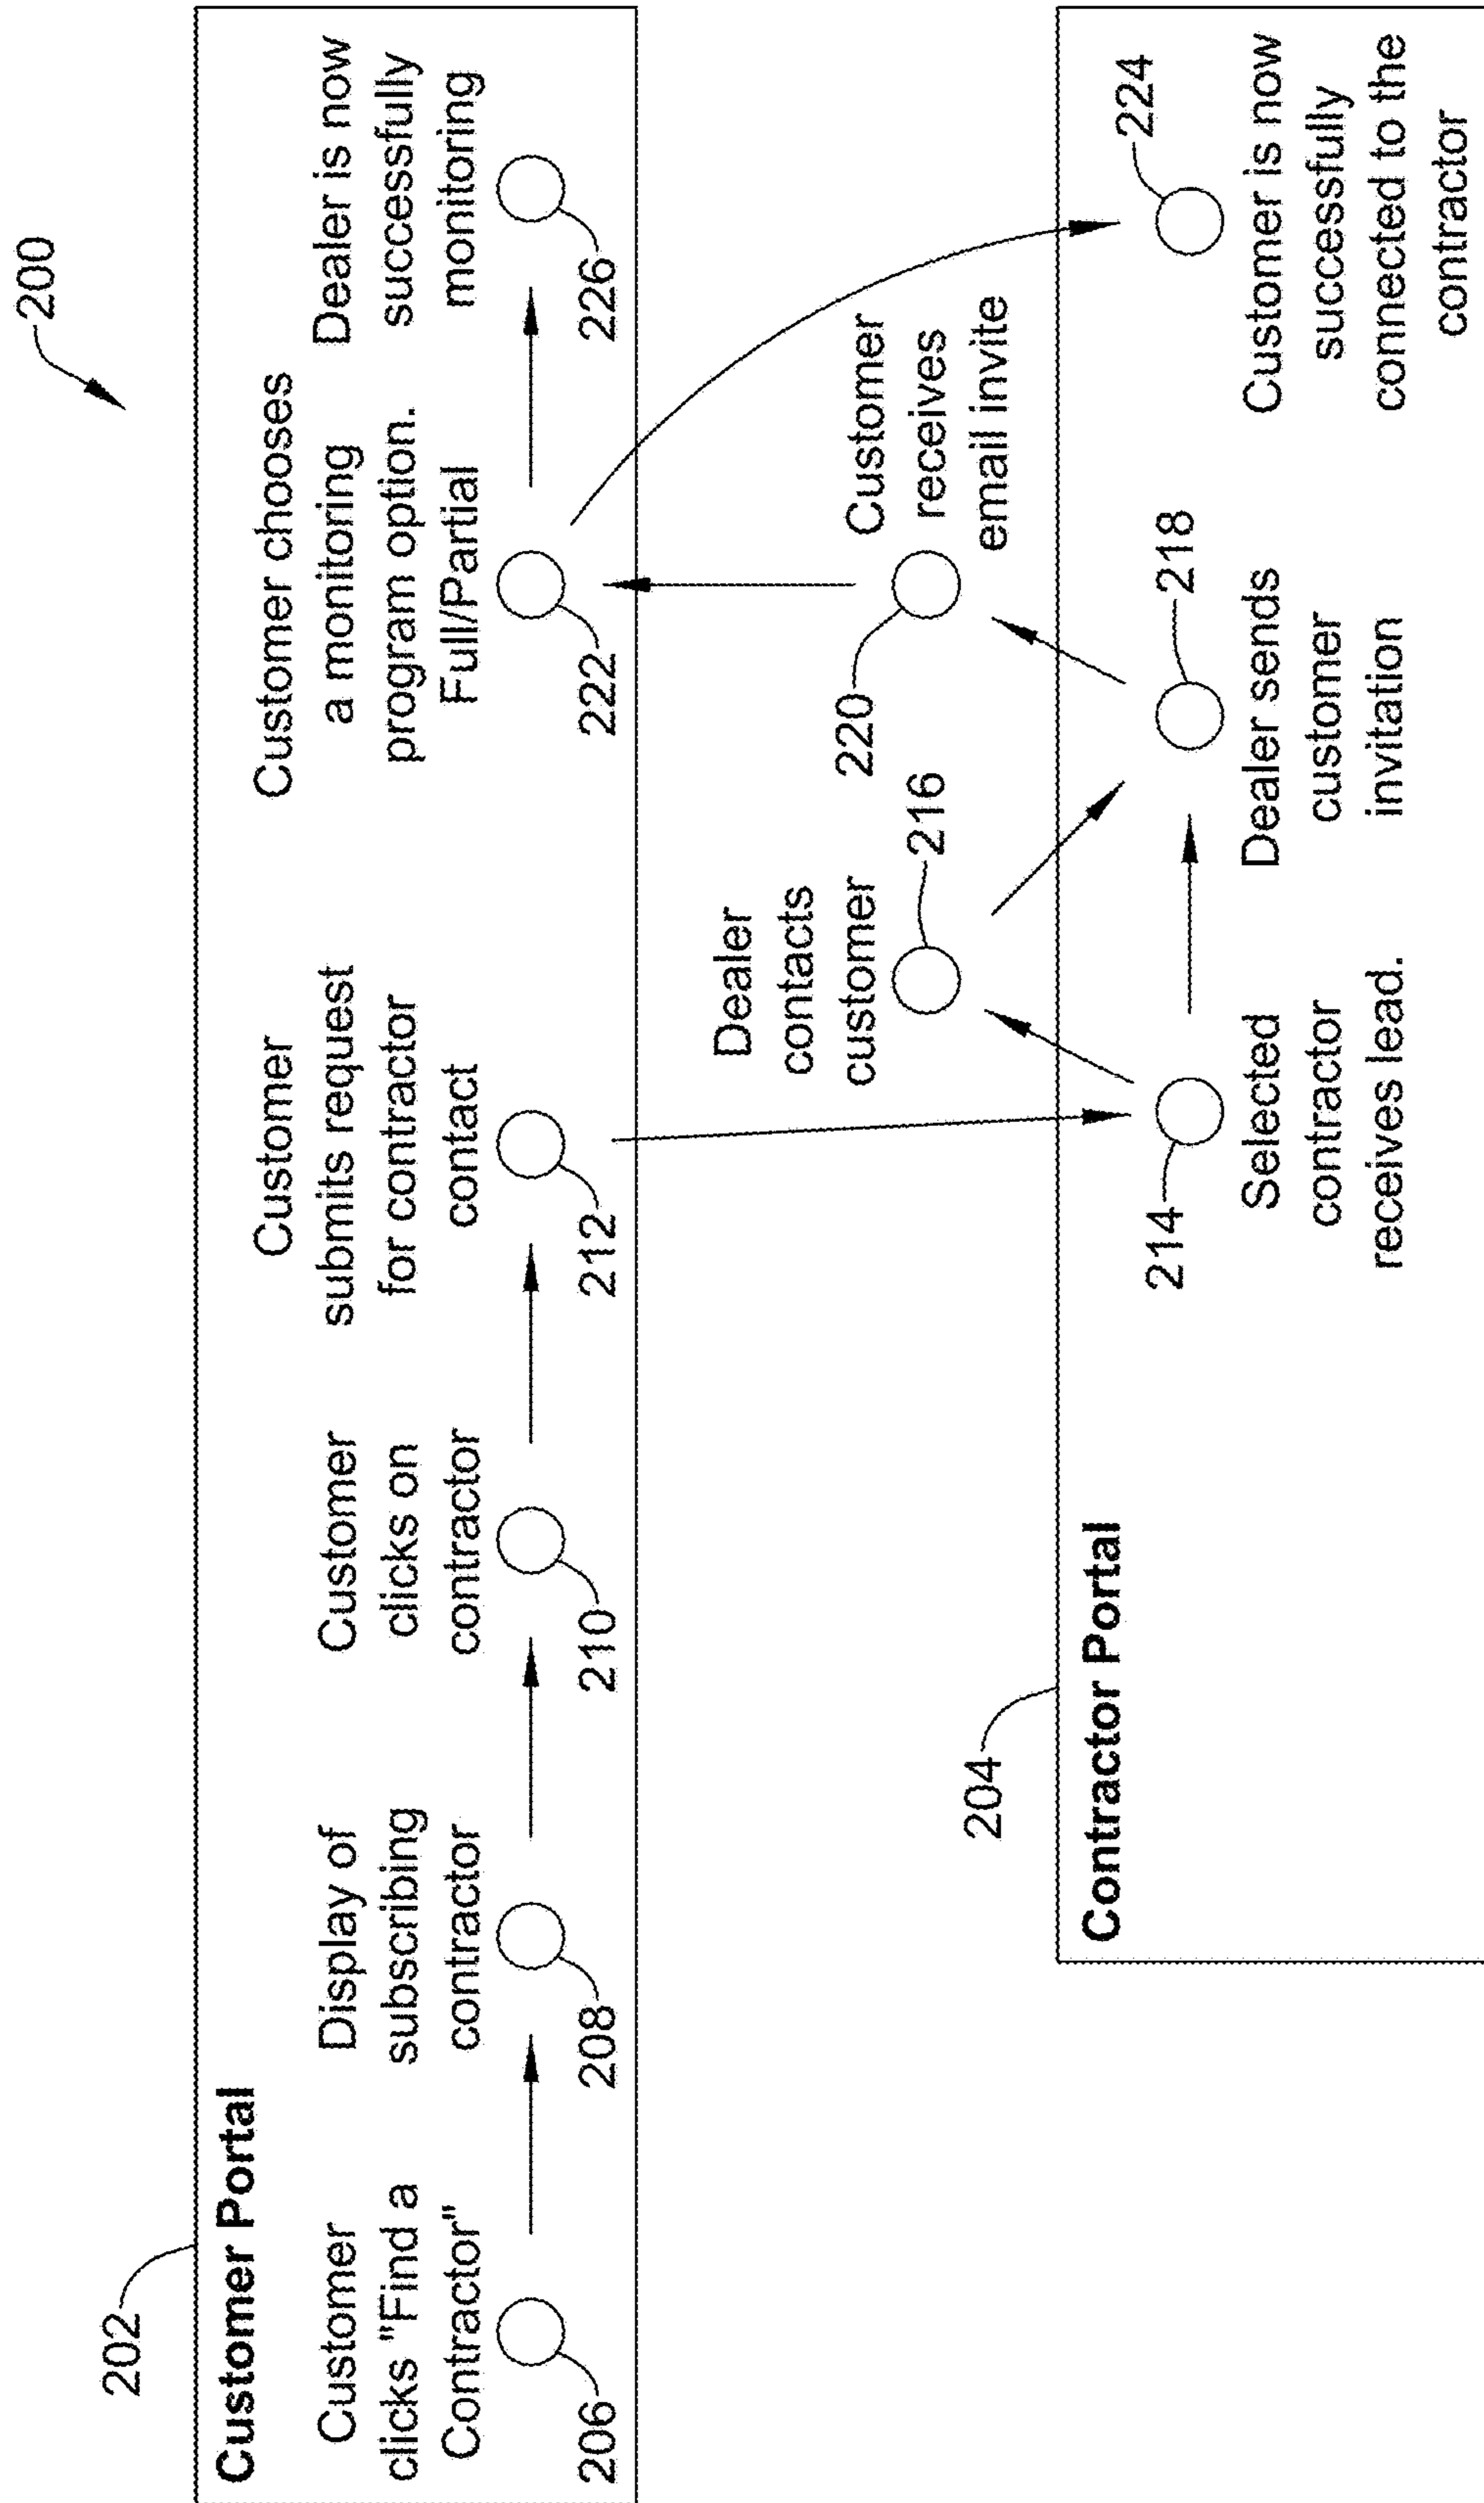 200
202
Customer Portal
Customer
clicks "Find a
Contractor"
206
Display of
subscribing
contractor
208
Customer
clicks on
contractor
210
Customer
submits request
for contractor
contact
212
Customer chooses
a monitoring
program option.
Full/Partial
222
Dealer is now
successfully
monitoring
226
Dealer
contacts
customer
216
220
Customer
receives
email invite
204
Contractor Portal
214
Selected
contractor
receives lead.
218
Dealer sends
customer
invitation
224
Customer is now
successfully
connected to the
contractor